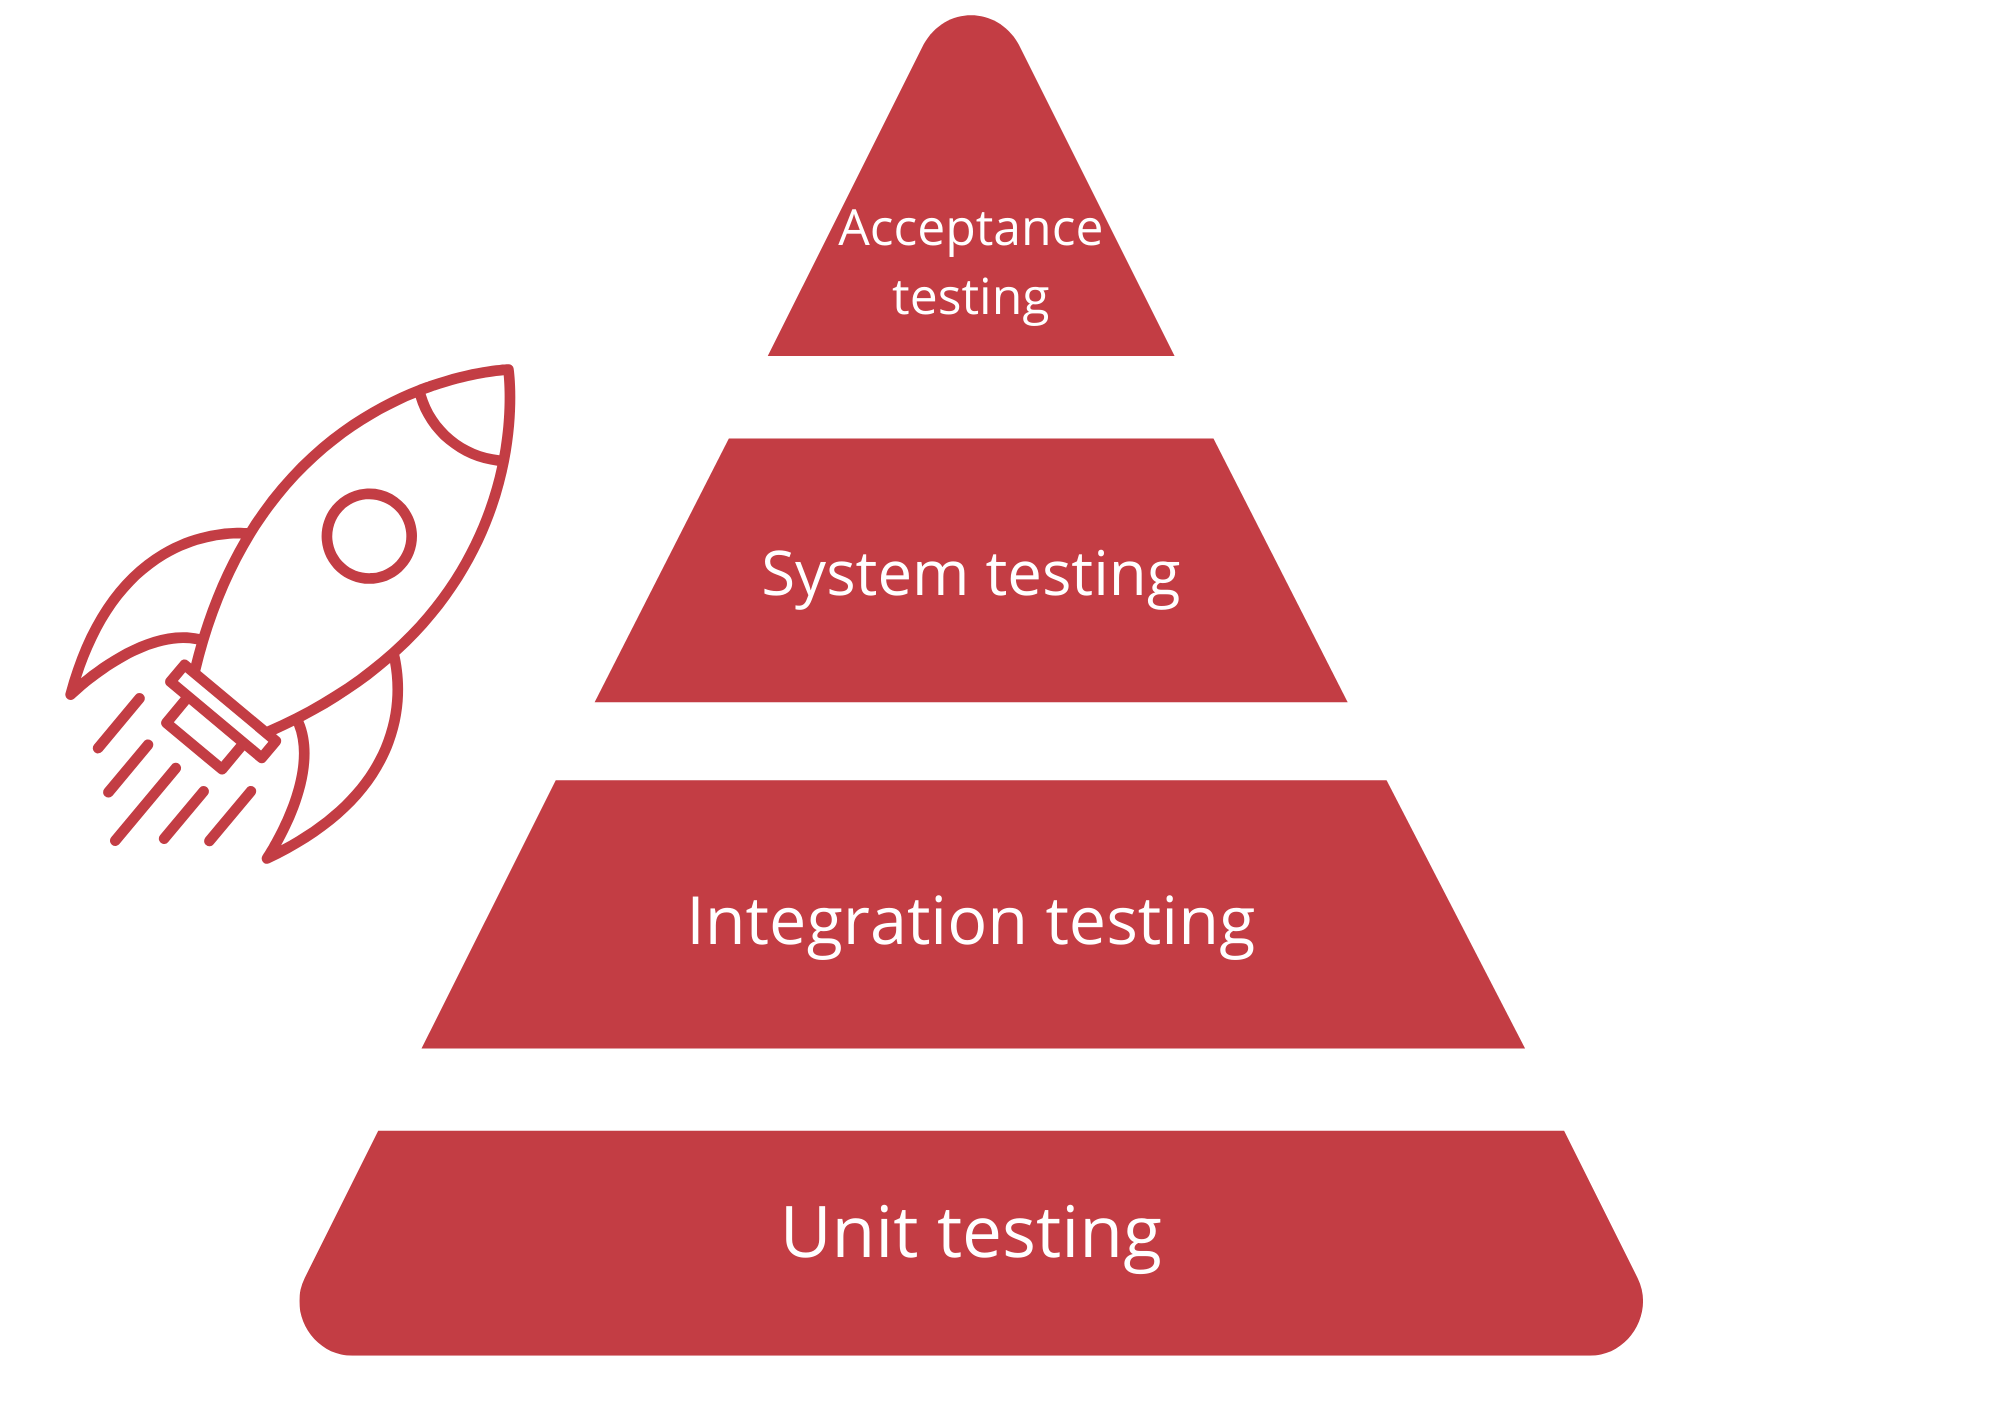 Acceptance
testing
System testing
Integration testing
Unit testing